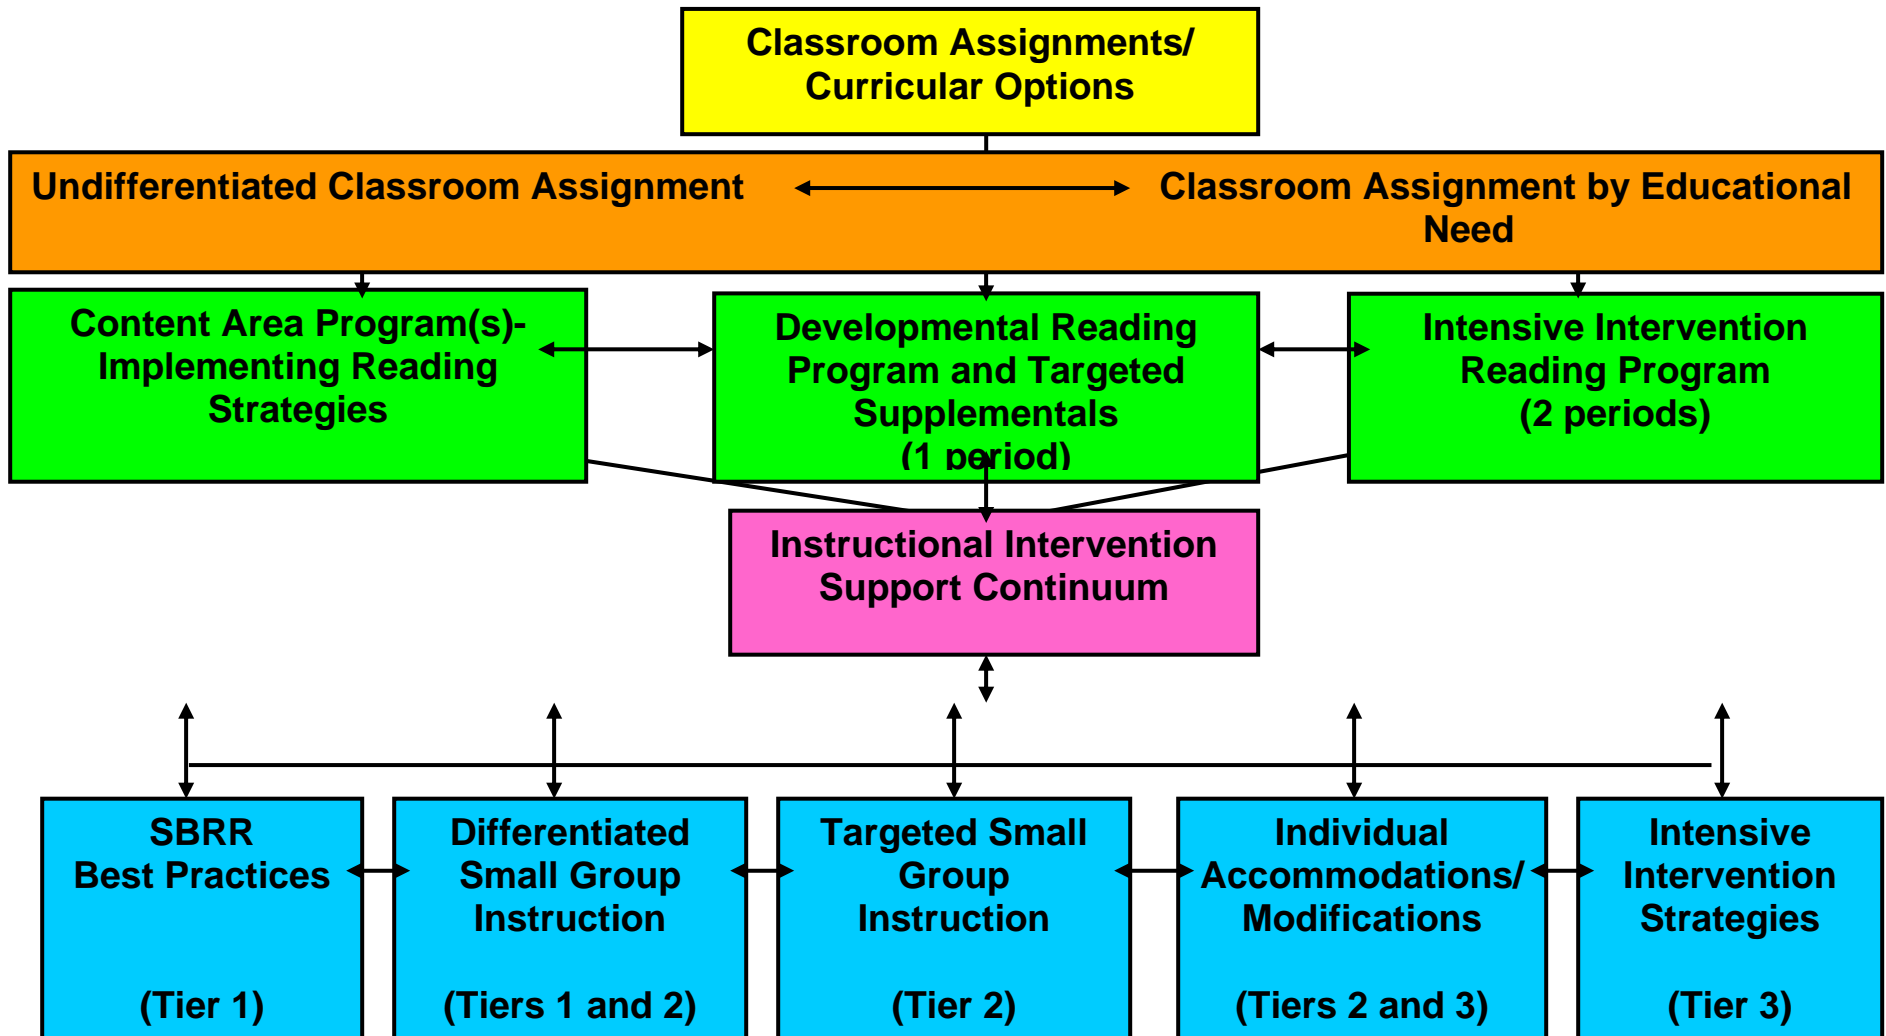 Classroom Assignments/
Curricular Options
Undifferentiated Classroom Assignment
Classroom Assignment by Educational
Need
Content Area Program(s)-
Implementing Reading
Strategies
Developmental Reading
Program and Targeted
Supplementals
(1 period)
Intensive Intervention
Reading Program
(2 periods)
Instructional Intervention
Support Continuum
SBRR
Best Practices
(Tier 1)
Differentiated
Small Group
Instruction
(Tiers 1 and 2)
Targeted Small
Group
Instruction
(Tier 2)
Individual
Accommodations/
Modifications
(Tiers 2 and 3)
Intensive
Intervention
Strategies
(Tier 3)